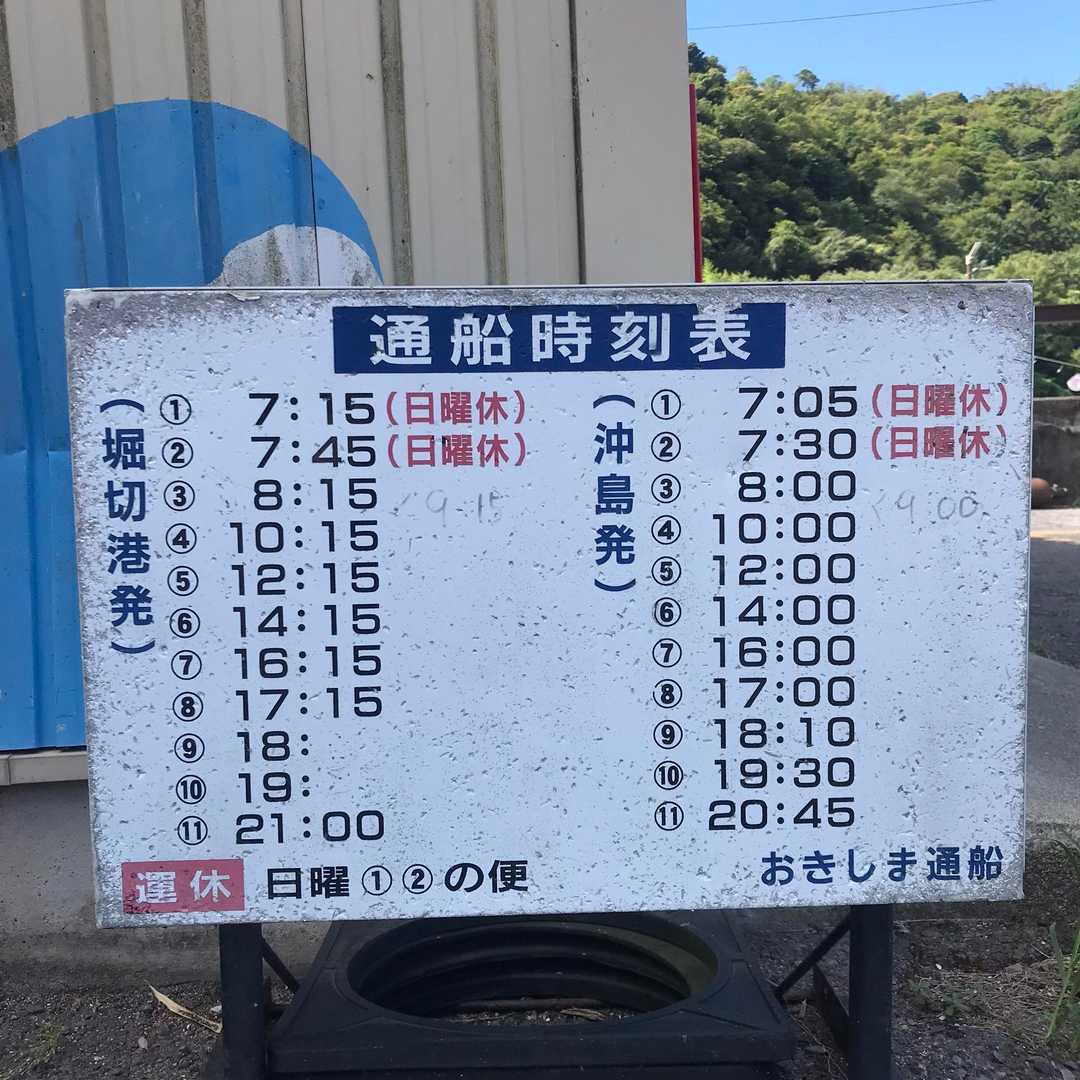 通船時刻表
(堀切港発)
① 7:15(日曜休)
② 7:45(日曜休)
③ 8:15 < 9 15
④ 10:15
⑤ 12:15
⑥ 14:15
⑦ 16:15
⑧ 17:15
⑨ 18:
⑩ 19:
⑪ 21:00
(沖島発)
① 7:05(日曜休)
② 7:30(日曜休)
③ 8:00 < 9 00
④ 10:00
⑤ 12:00
⑥ 14:00
⑦ 16:00
⑧ 17:00
⑨ 18:10
⑩ 19:30
⑪ 20:45
運休 日曜①②の便
おきしま通船